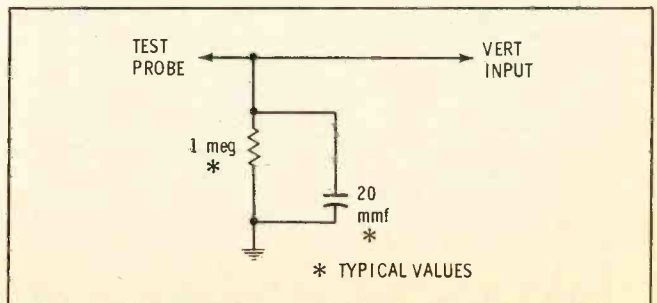 TEST
PROBE
VERT
INPUT
1 meg
*
20
mmf
*
* TYPICAL VALUES